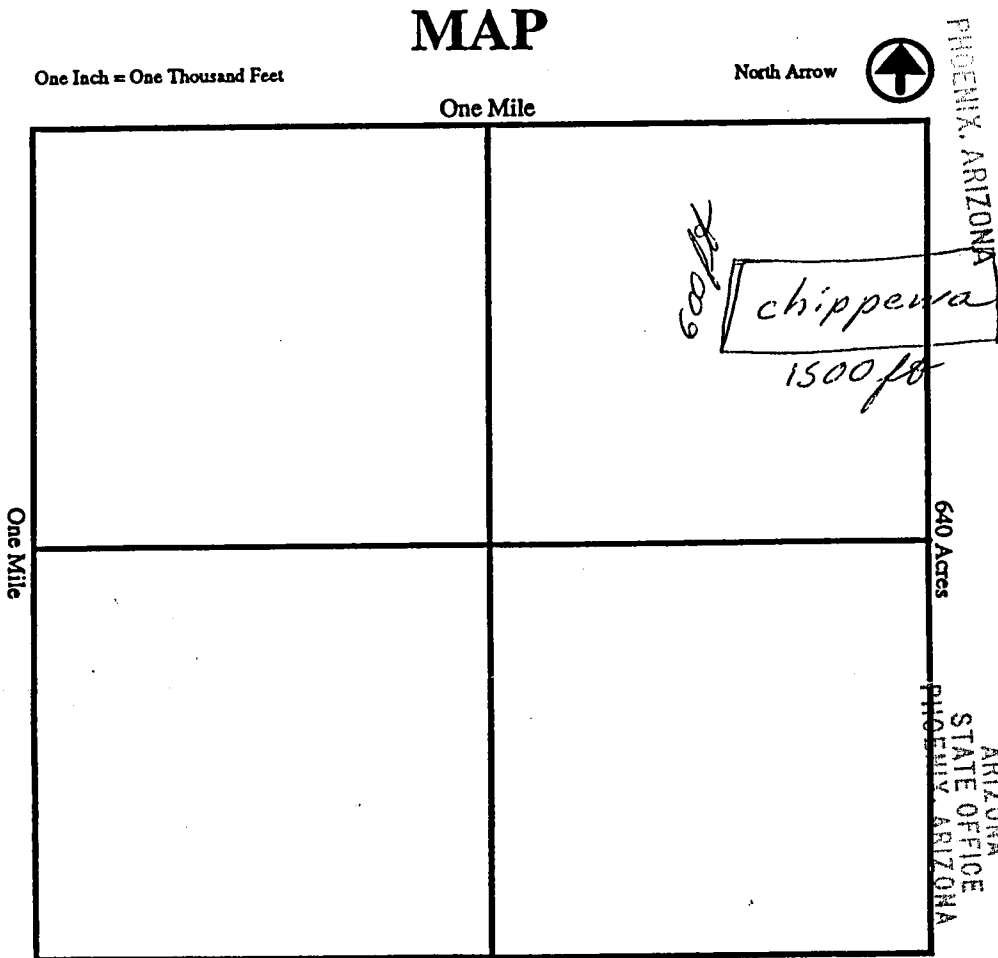 MAP
One Inch = One Thousand Feet
North Arrow
One Mile
PHOENIX, ARIZONA
600 ft
chippewa
1500 ft
One Mile
640 Acres
ARIZONA
STATE OFFICE
PHOENIX, ARIZONA